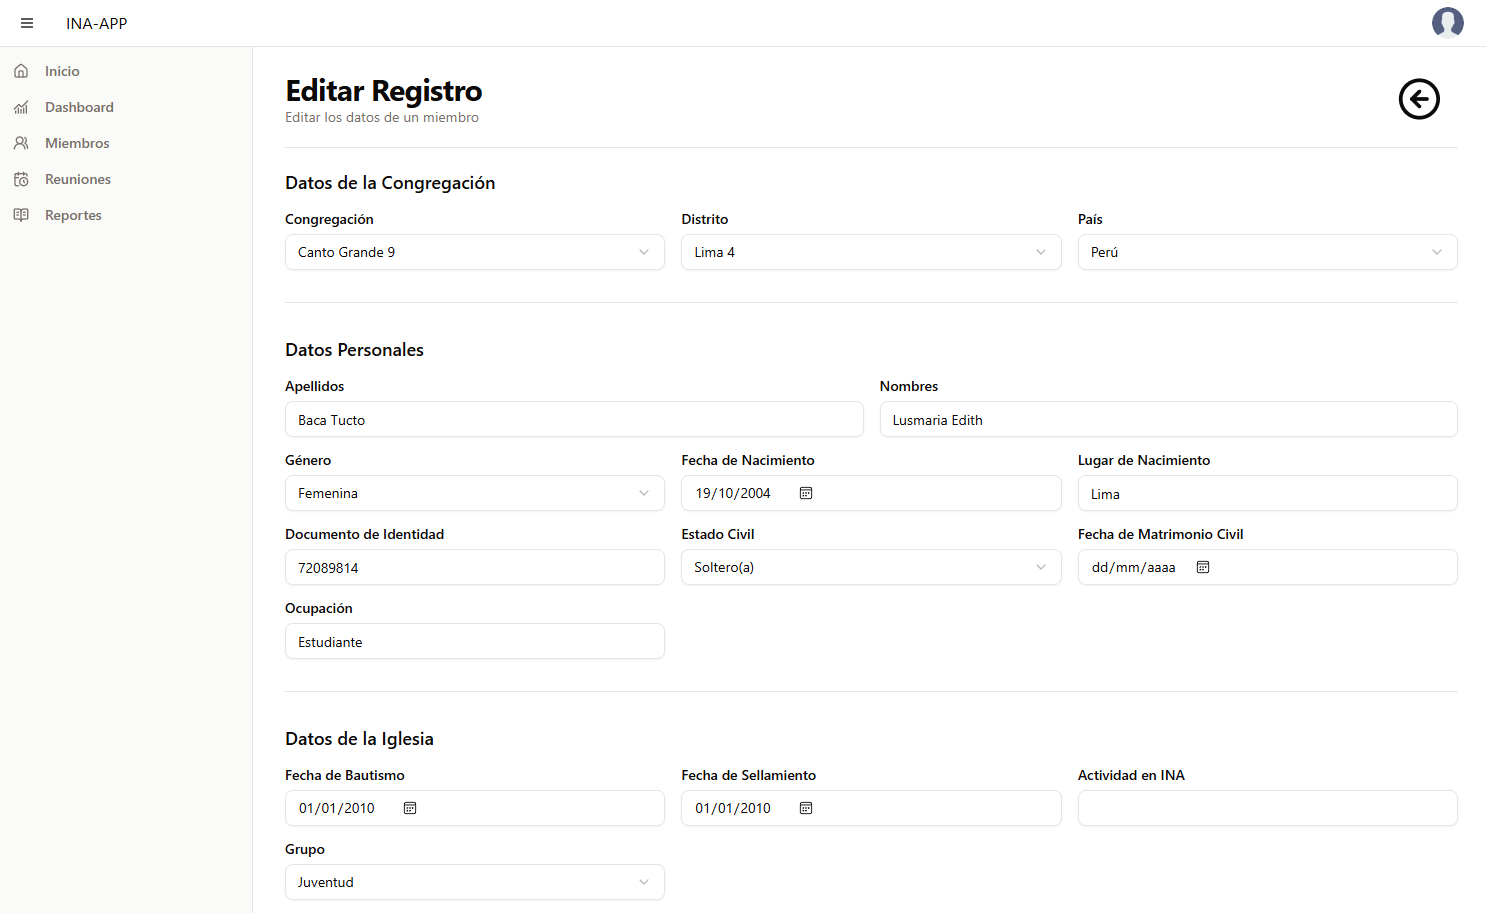 INA-APP
Inicio
Dashboard
Miembros
Reuniones
Reportes
Editar Registro
Editar los datos de un miembro
Datos de la Congregación
Congregación Distrito País
Canto Grande 9 Lima 4 Perú
Datos Personales
Apellidos Nombres
Baca Tucto Lusmaria Edith
Género Fecha de Nacimiento Lugar de Nacimiento
Femenina 19/10/2004 Lima
Documento de Identidad Estado Civil Fecha de Matrimonio Civil
72089814 Soltero(a) dd/mm/aaaa
Ocupación
Estudiante
Datos de la Iglesia
Fecha de Bautismo Fecha de Sellamiento Actividad en INA
01/01/2010 01/01/2010
Grupo
Juventud